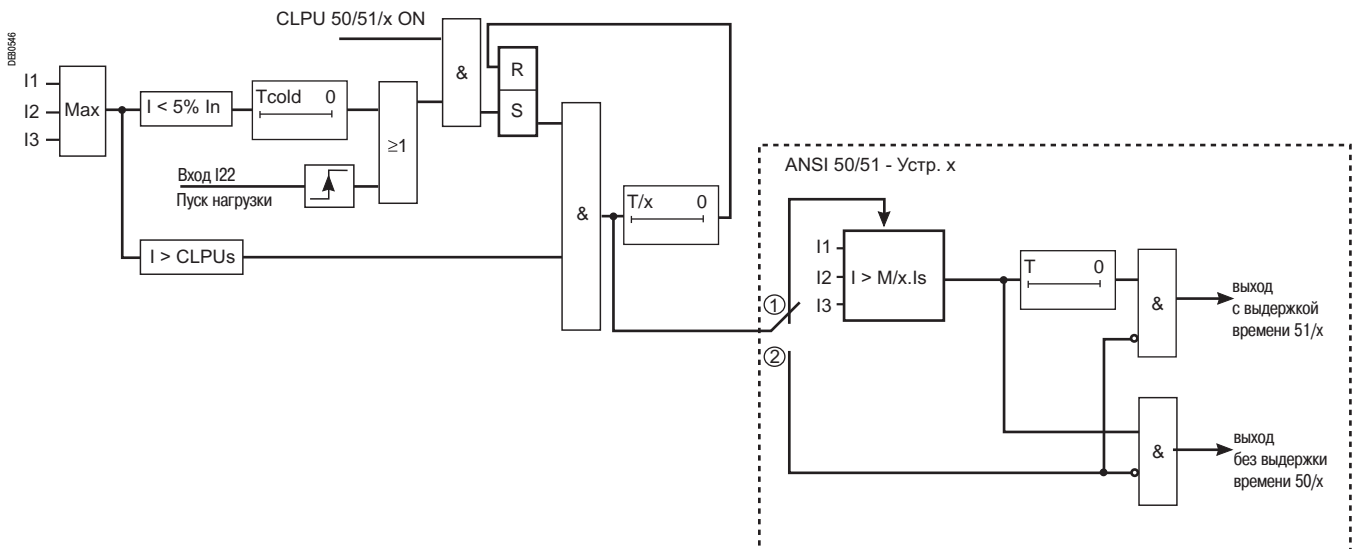 CLPU 50/51/x ON
DE80546
I1
I2
I3
Max
I < 5% In
Tcold 0
≥1
&
R
S
Вход I22
Пуск нагрузки
I > CLPUs
&
T/x 0
ANSI 50/51 - Устр. x
I1
I2
I3
I > M/x.Is
1
2
T 0
&
выход
с выдержкой
времени 51/x
&
выход
без выдержки
времени 50/x